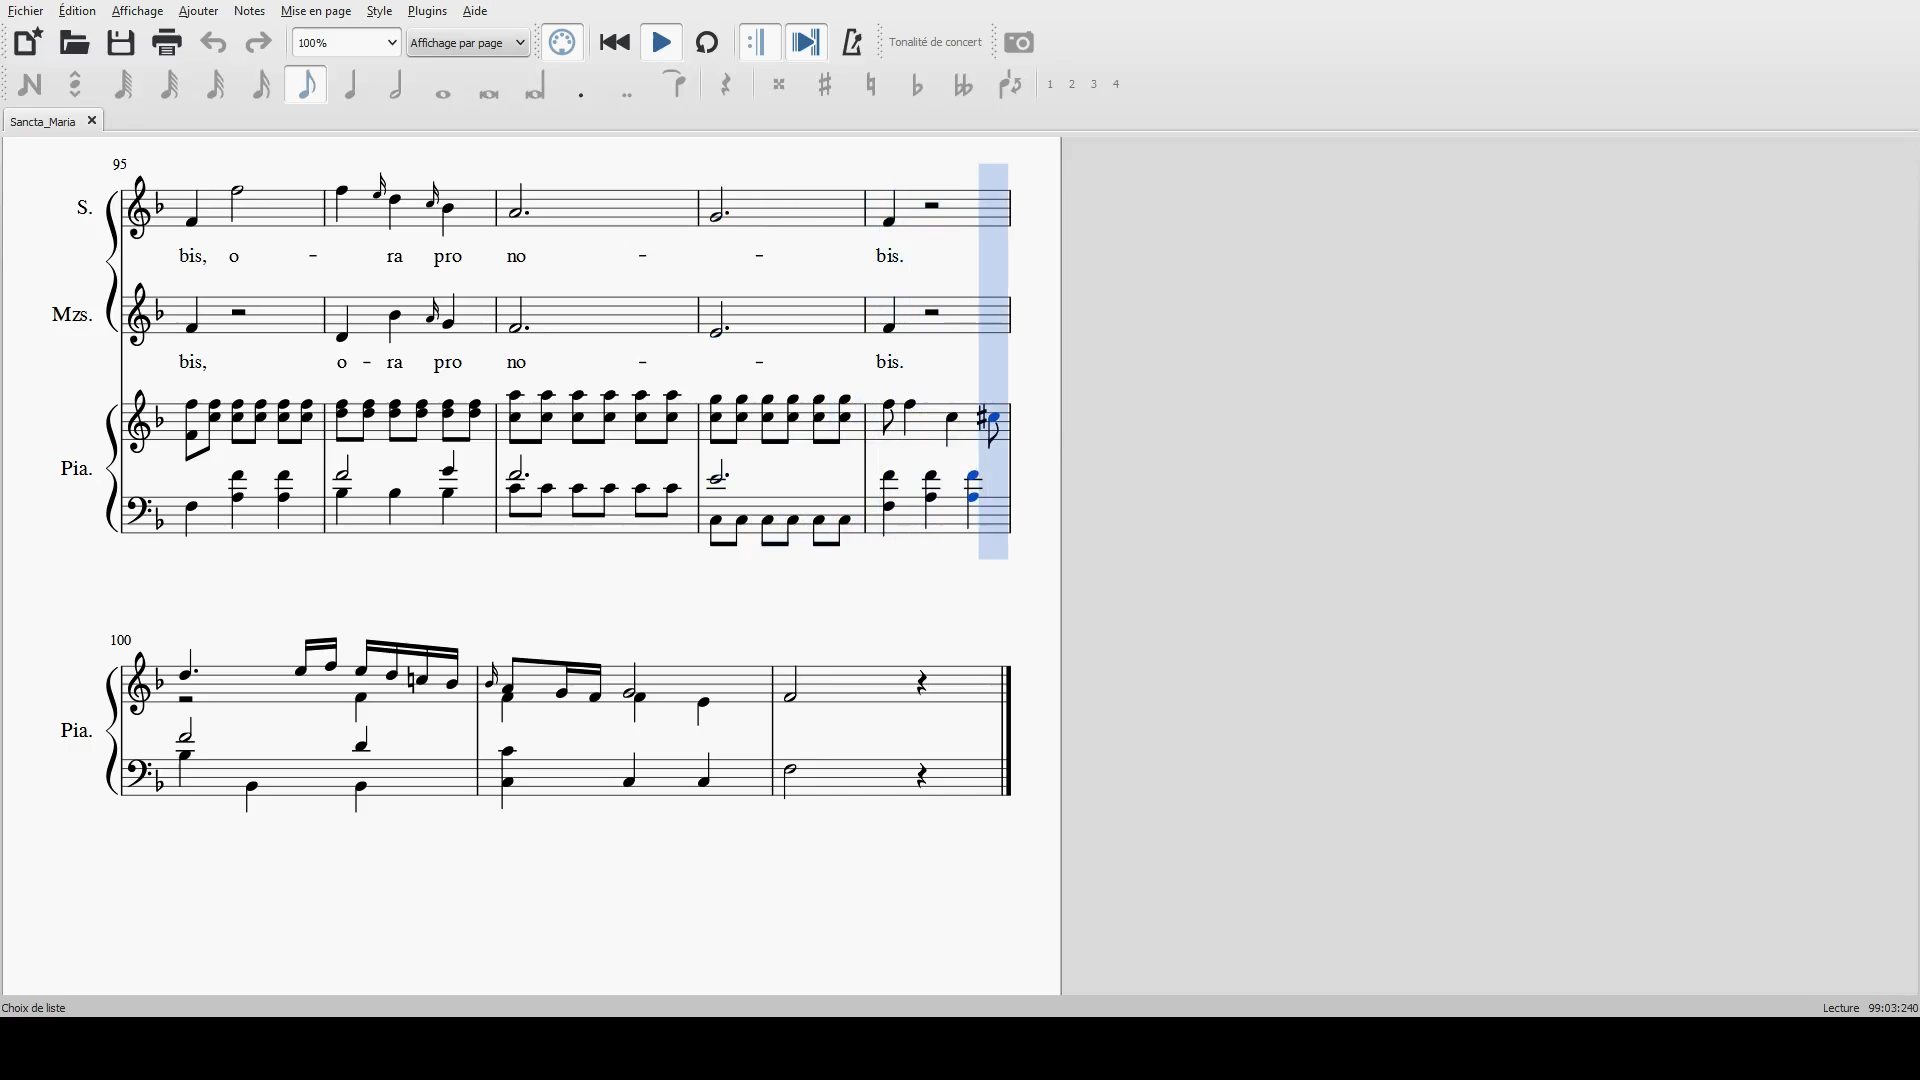 Fichier Édition Affichage Ajouter Notes Mise en page Style Plugins Aide
100% Affichage par page Tonalité de concert
1 2 3 4
Sancta_Maria
95
S.
bis, o - ra pro no - - bis.
Mzs.
bis, o - ra pro no - - bis.
Pia.
100
Pia.
Choix de liste Lecture 99:03:240